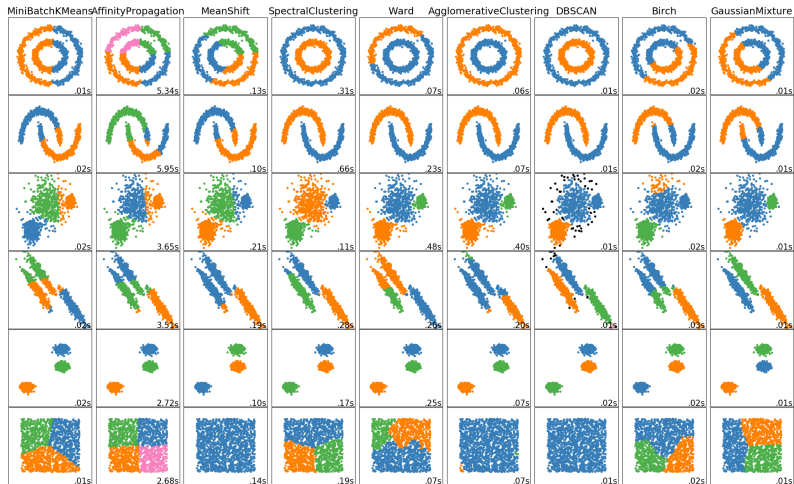 MiniBatchKMeans AffinityPropagation MeanShift SpectralClustering Ward AgglomerativeClustering DBSCAN Birch GaussianMixture
.01s 5.34s .13s .31s .07s .06s .01s .02s .01s
.02s 5.95s .10s .66s .23s .07s .01s .02s .01s
.02s 3.65s .21s .11s .48s .40s .01s .02s .01s
.02s 3.51s .19s .28s .26s .20s .01s .03s .01s
.02s 2.72s .10s .17s .25s .07s .02s .02s .01s
.01s 2.68s .14s .19s .07s .07s .01s .02s .01s